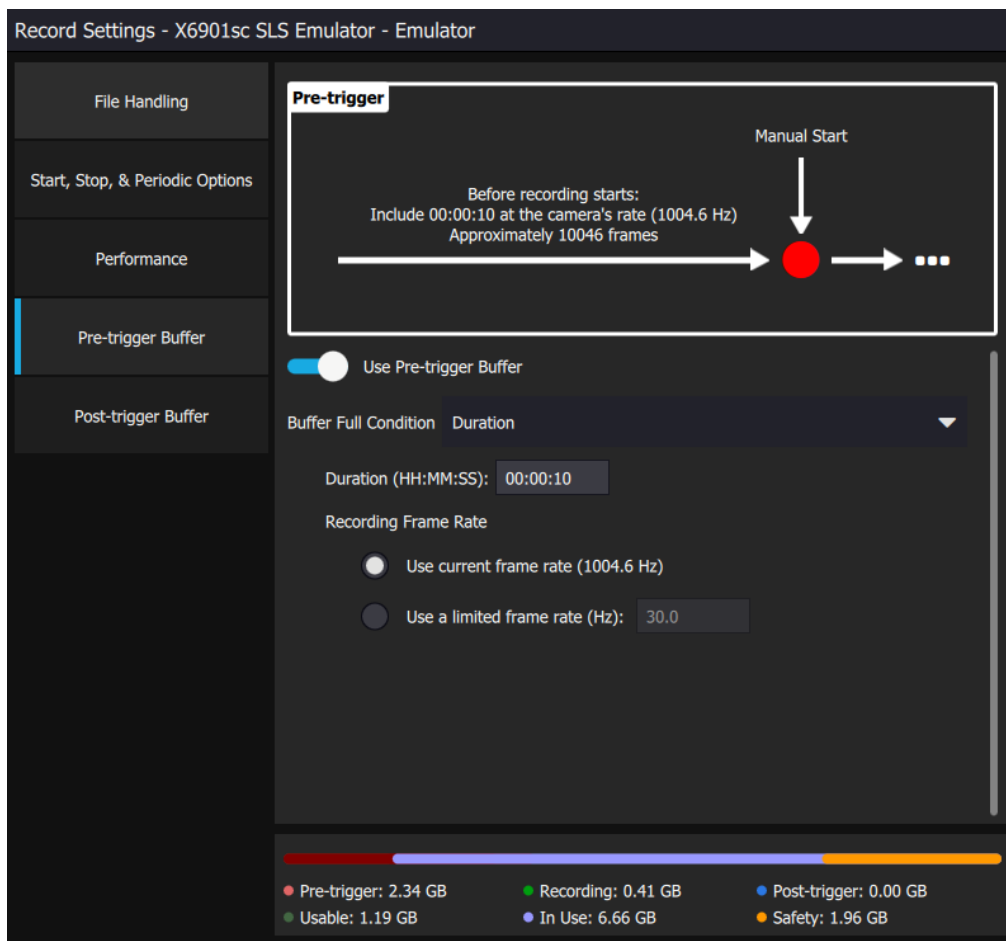 Record Settings - X6901sc SLS Emulator - Emulator
File Handling
Start, Stop, & Periodic Options
Performance
Pre-trigger Buffer
Post-trigger Buffer
Pre-trigger
Manual Start
Before recording starts:
Include 00:00:10 at the camera's rate (1004.6 Hz)
Approximately 10046 frames
Use Pre-trigger Buffer
Buffer Full Condition Duration
Duration (HH:MM:SS): 00:00:10
Recording Frame Rate
Use current frame rate (1004.6 Hz)
Use a limited frame rate (Hz): 30.0
Pre-trigger: 2.34 GB Recording: 0.41 GB Post-trigger: 0.00 GB
Usable: 1.19 GB In Use: 6.66 GB Safety: 1.96 GB